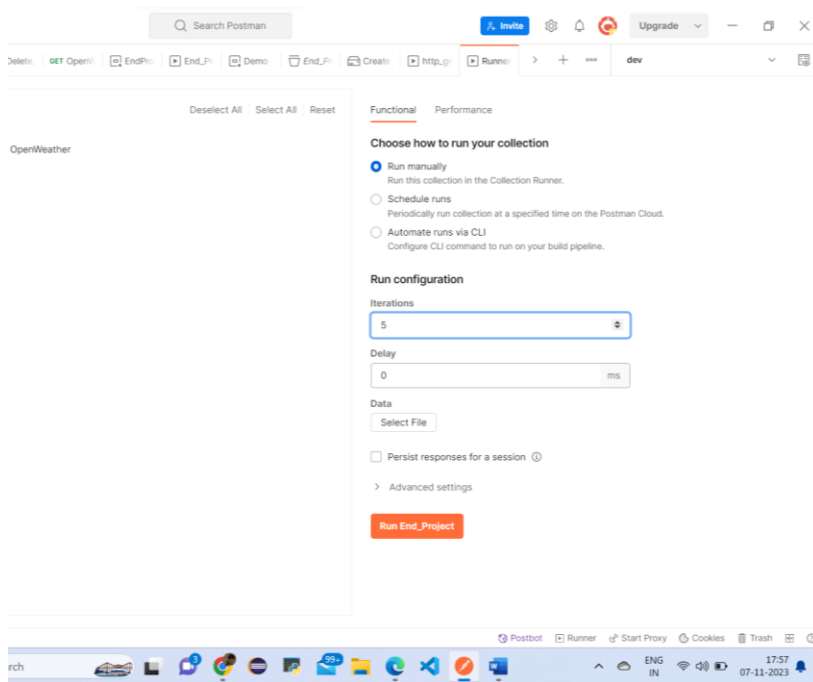 Search Postman
Invite
Upgrade
Delete
GET OpenW
EndPro
End_Pr
Demo
End_Pr
Create
http_ge
Runner
dev
Deselect All Select All Reset
OpenWeather
Functional Performance
Choose how to run your collection
Run manually
Run this collection in the Collection Runner.
Schedule runs
Periodically run collection at a specified time on the Postman Cloud.
Automate runs via CLI
Configure CLI command to run on your build pipeline.
Run configuration
Iterations
5
Delay
0 ms
Data
Select File
Persist responses for a session
Advanced settings
Run End_Project
Postbot Runner Start Proxy Cookies Trash
rch
3
99+
ENG
IN
17:57
07-11-2023